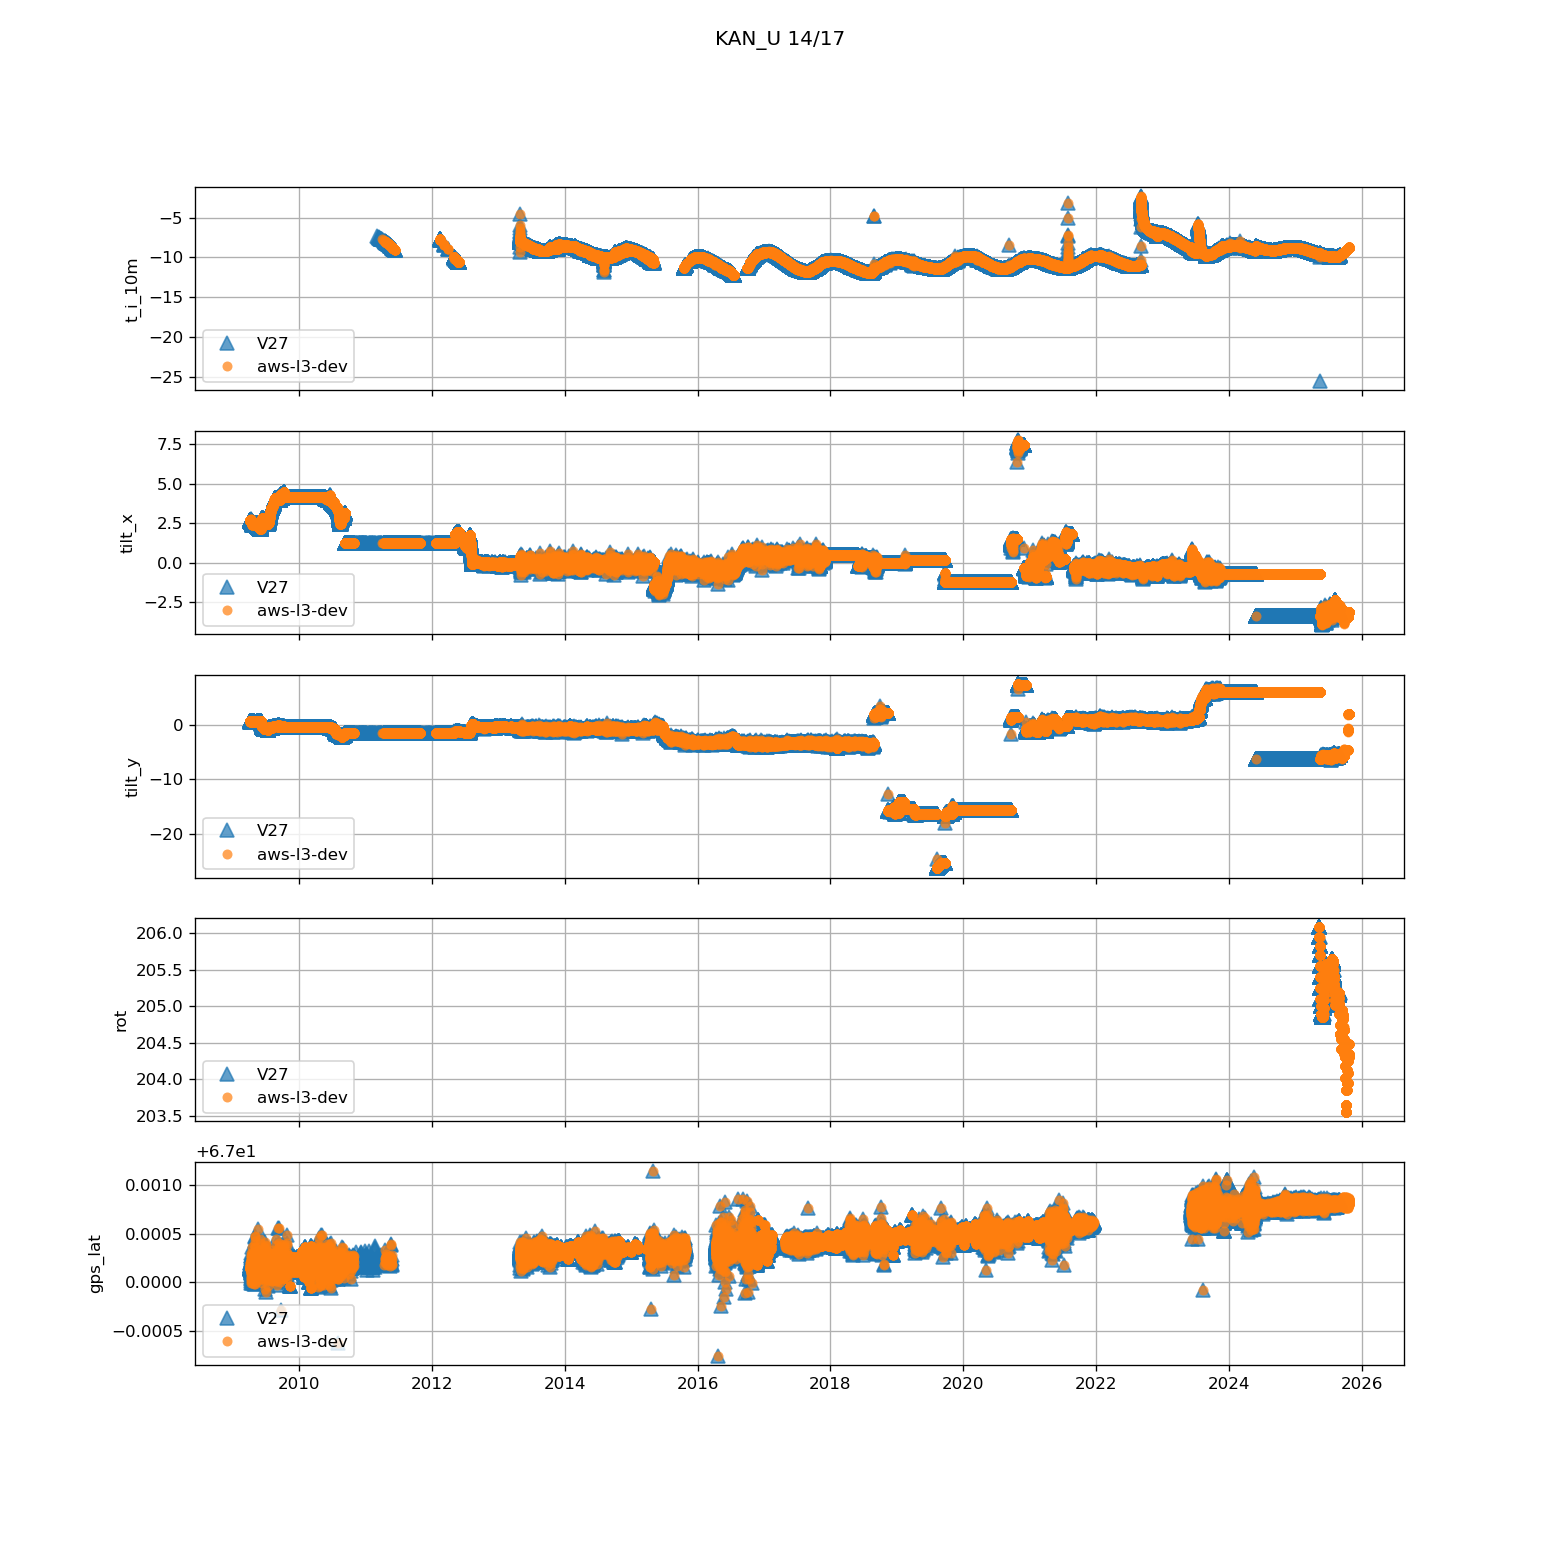 KAN_U 14/17
t_i_10m
−5
−10
−15
−20
−25
V27
aws-l3-dev
tilt_x
7.5
5.0
2.5
0.0
−2.5
V27
aws-l3-dev
tilt_y
0
−10
−20
V27
aws-l3-dev
rot
206.0
205.5
205.0
204.5
204.0
203.5
V27
aws-l3-dev
+6.7e1
gps_lat
0.0010
0.0005
0.0000
−0.0005
V27
aws-l3-dev
2010 2012 2014 2016 2018 2020 2022 2024 2026